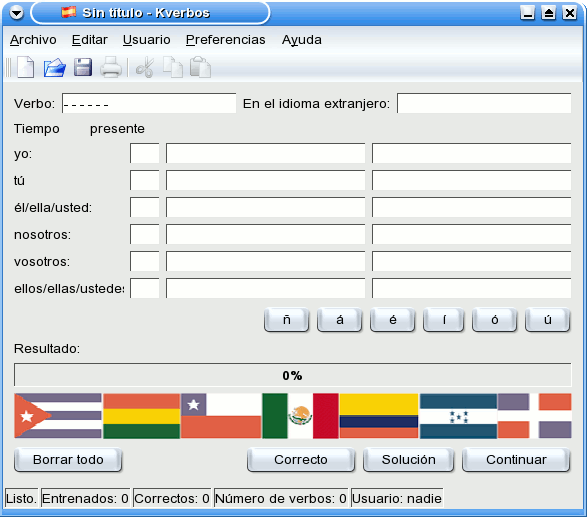 Sin título - Kverbos
Archivo Editar Usuario Preferencias Ayuda
Verbo: ------ En el idioma extranjero:
Tiempo presente
yo:
tú
él/ella/usted:
nosotros:
vosotros:
ellos/ellas/ustedes
ñ á é í ó ú
Resultado:
0%
Borrar todo Correcto Solución Continuar
Listo. Entrenados: 0 Correctos: 0 Número de verbos: 0 Usuario: nadie